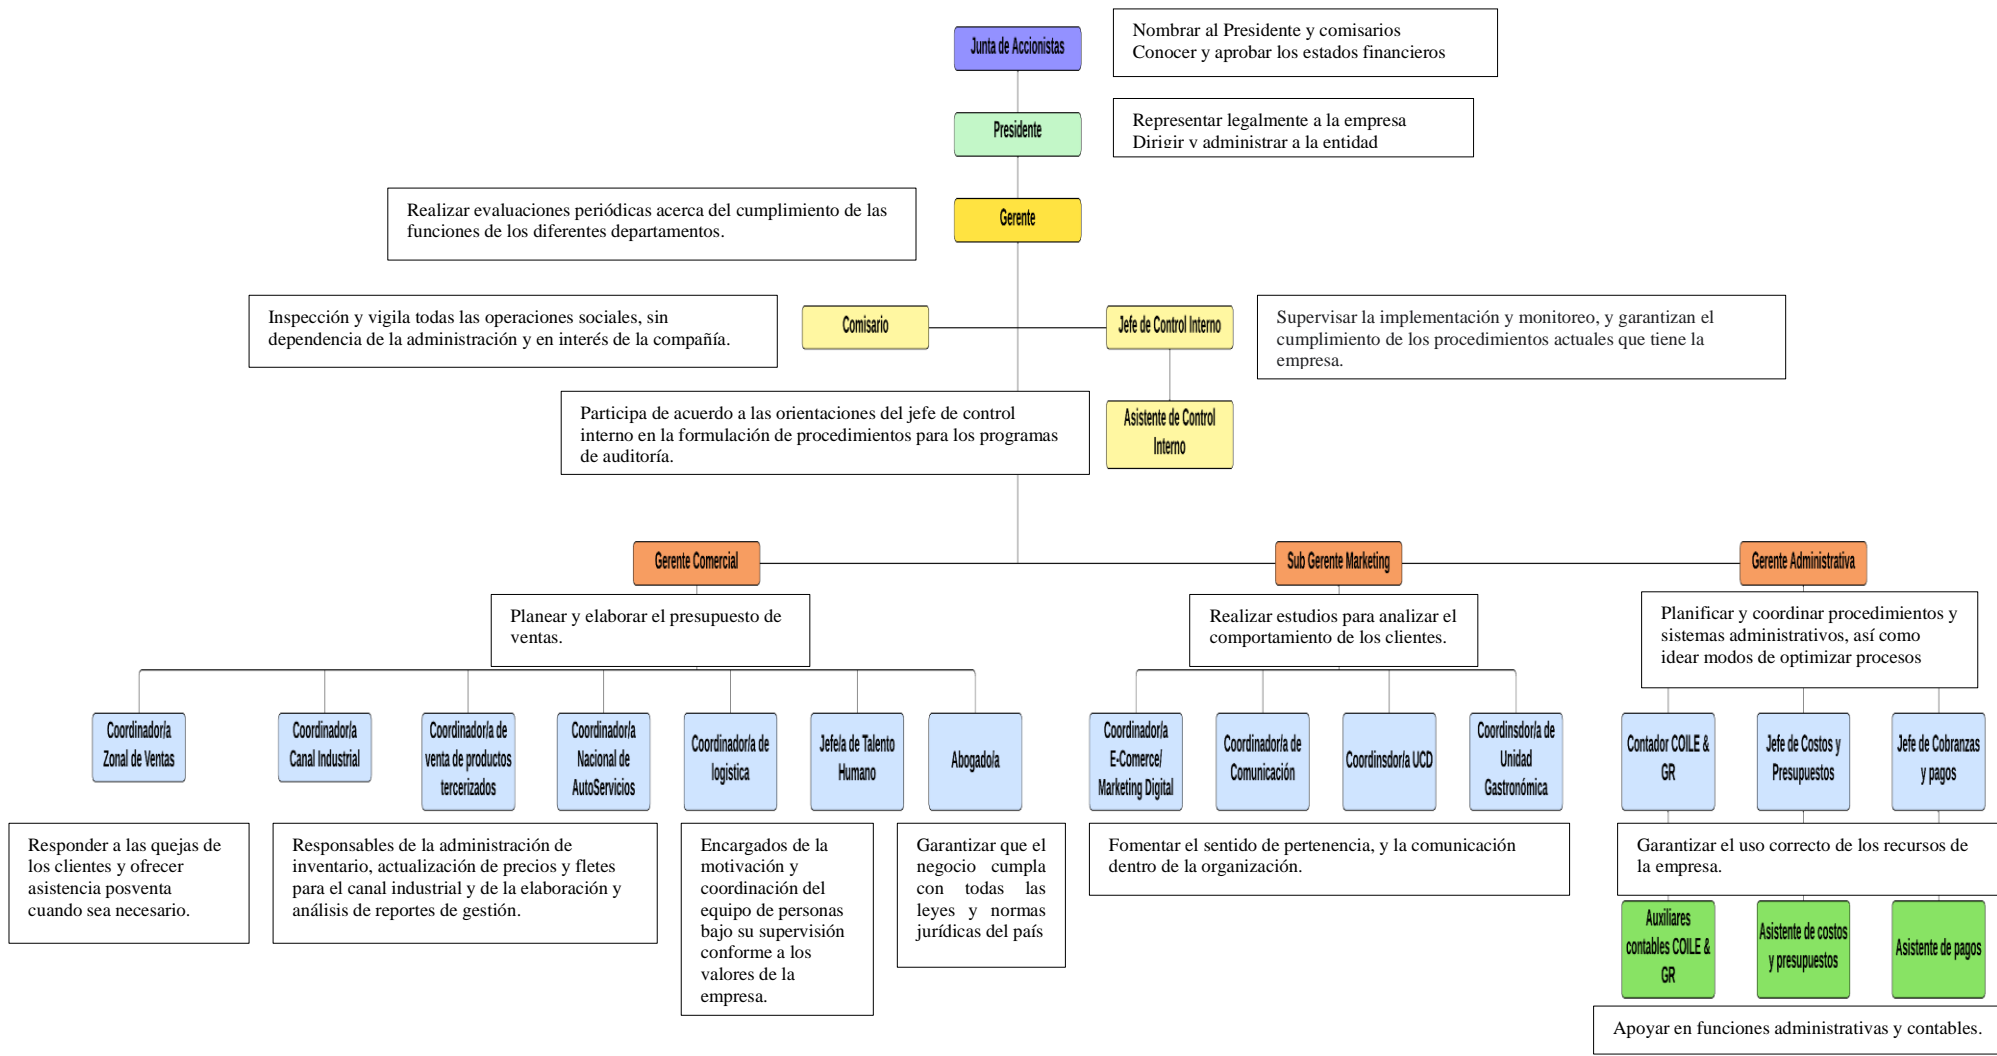 Junta de Accionistas
Nombrar al Presidente y comisarios
Conocer y aprobar los estados financieros
Presidente
Representar legalmente a la empresa
Dirigir y administrar a la entidad
Realizar evaluaciones periódicas acerca del cumplimiento de las
funciones de los diferentes departamentos.
Gerente
Inspección y vigila todas las operaciones sociales, sin
dependencia de la administración y en interés de la compañía.
Comisario
Jefe de Control Interno
Supervisar la implementación y monitoreo, y garantizan el
cumplimiento de los procedimientos actuales que tiene la
empresa.
Participa de acuerdo a las orientaciones del jefe de control
interno en la formulación de procedimientos para los programas
de auditoría.
Asistente de Control
Interno
Gerente Comercial
Sub Gerente Marketing
Gerente Administrativa
Planear y elaborar el presupuesto de
ventas.
Realizar estudios para analizar el
comportamiento de los clientes.
Planificar y coordinar procedimientos y
sistemas administrativos, así como
idear modos de optimizar procesos
Coordinador/a
Zonal de Ventas
Coordinador/a
Canal Industrial
Coordinador/a de
venta de productos
tercerizados
Coordinador/a
Nacional de
AutoServicios
Coordinador/a de
logistica
Jefe/a de Talento
Humano
Abogado/a
Coordinador/a
E-Comerce/
Marketing Digital
Coordinador/a de
Comunicación
Coordinsdor/a UCD
Coordinsdor/a de
Unidad
Gastronómica
Contador COILE &
GR
Jefe de Costos y
Presupuestos
Jefe de Cobranzas
y pagos
Responder a las quejas de
los clientes y ofrecer
asistencia posventa
cuando sea necesario.
Responsables de la administración de
inventario, actualización de precios y fletes
para el canal industrial y de la elaboración y
análisis de reportes de gestión.
Encargados de la
motivación y
coordinación del
equipo de personas
bajo su supervisión
conforme a los
valores de la
empresa.
Garantizar que el
negocio cumpla
con todas las
leyes y normas
jurídicas del país
Fomentar el sentido de pertenencia, y la comunicación
dentro de la organización.
Garantizar el uso correcto de los recursos de
la empresa.
Auxiliares
contables COILE &
GR
Asistente de costos
y presupuestos
Asistente de pagos
Apoyar en funciones administrativas y contables.